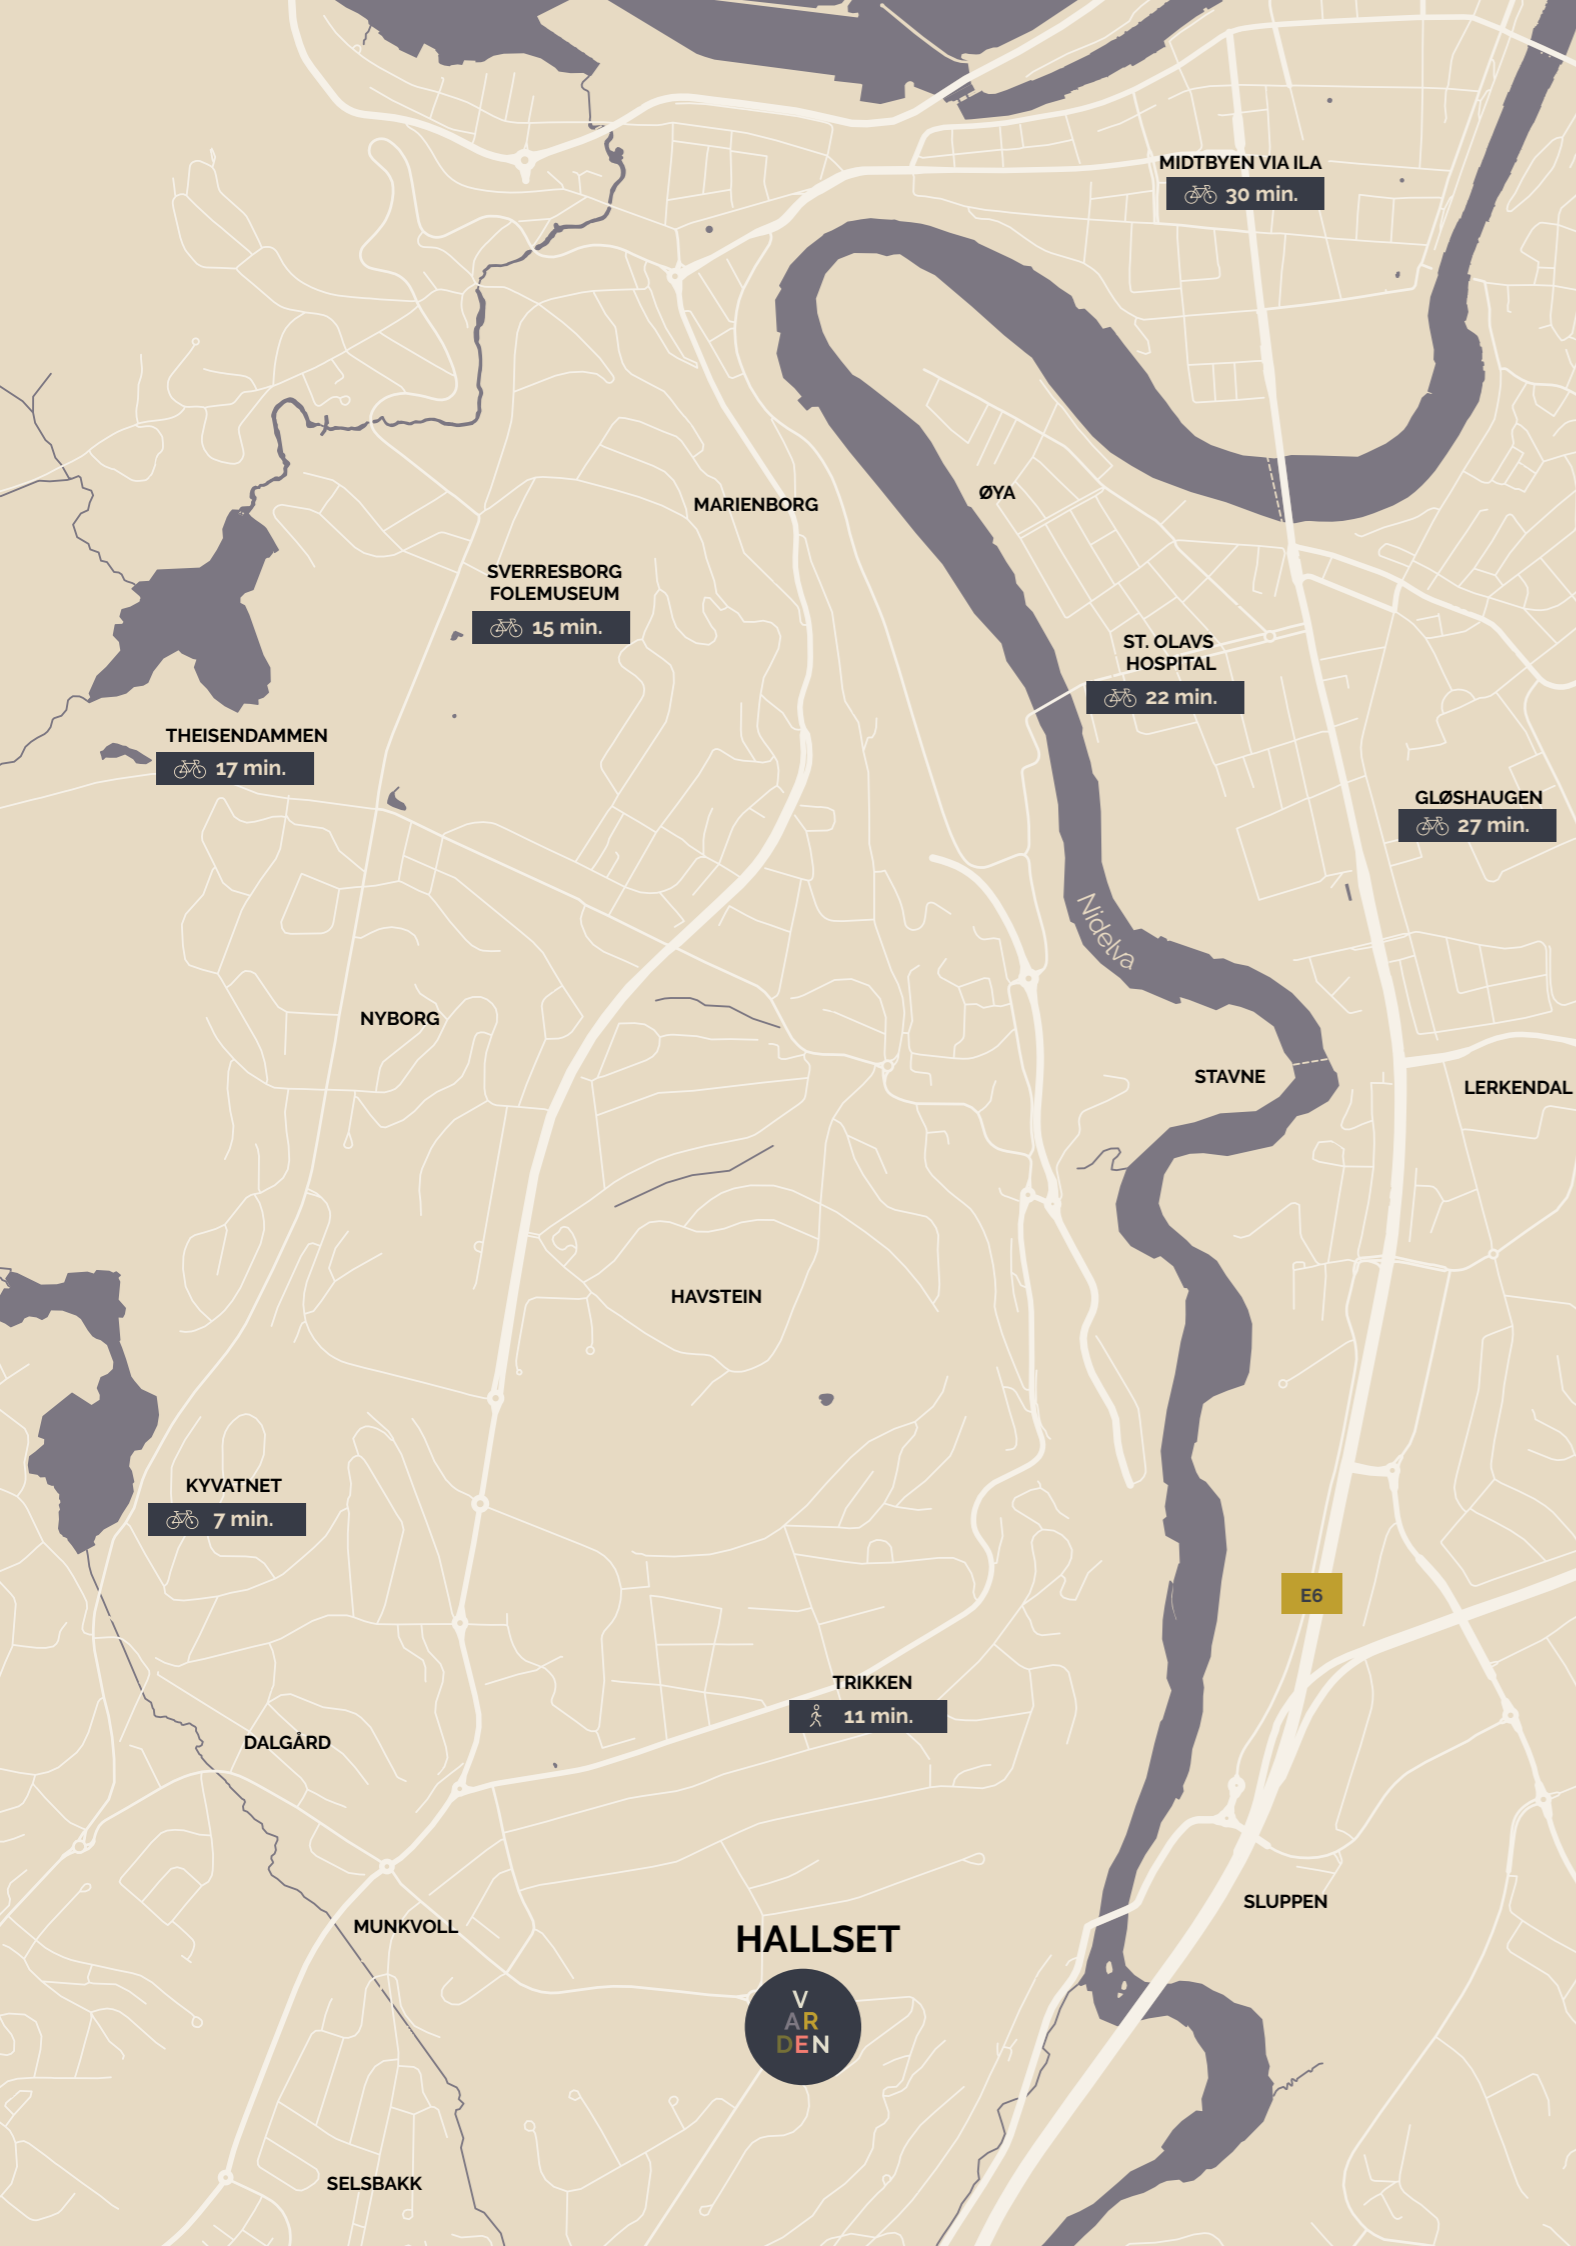 MIDTBYEN VIA ILA
30 min.
ØYA
MARIENBORG
SVERRESBORG
FOLEMUSEUM
15 min.
ST. OLAVS
HOSPITAL
22 min.
THEISENDAMMEN
17 min.
GLØSHAUGEN
27 min.
Nidelva
NYBORG
STAVNE
LERKENDAL
HAVSTEIN
KYVATNET
7 min.
E6
TRIKKEN
11 min.
DALGÅRD
SLUPPEN
MUNKVOLL
HALLSET
V
AR
DEN
SELSBAKK